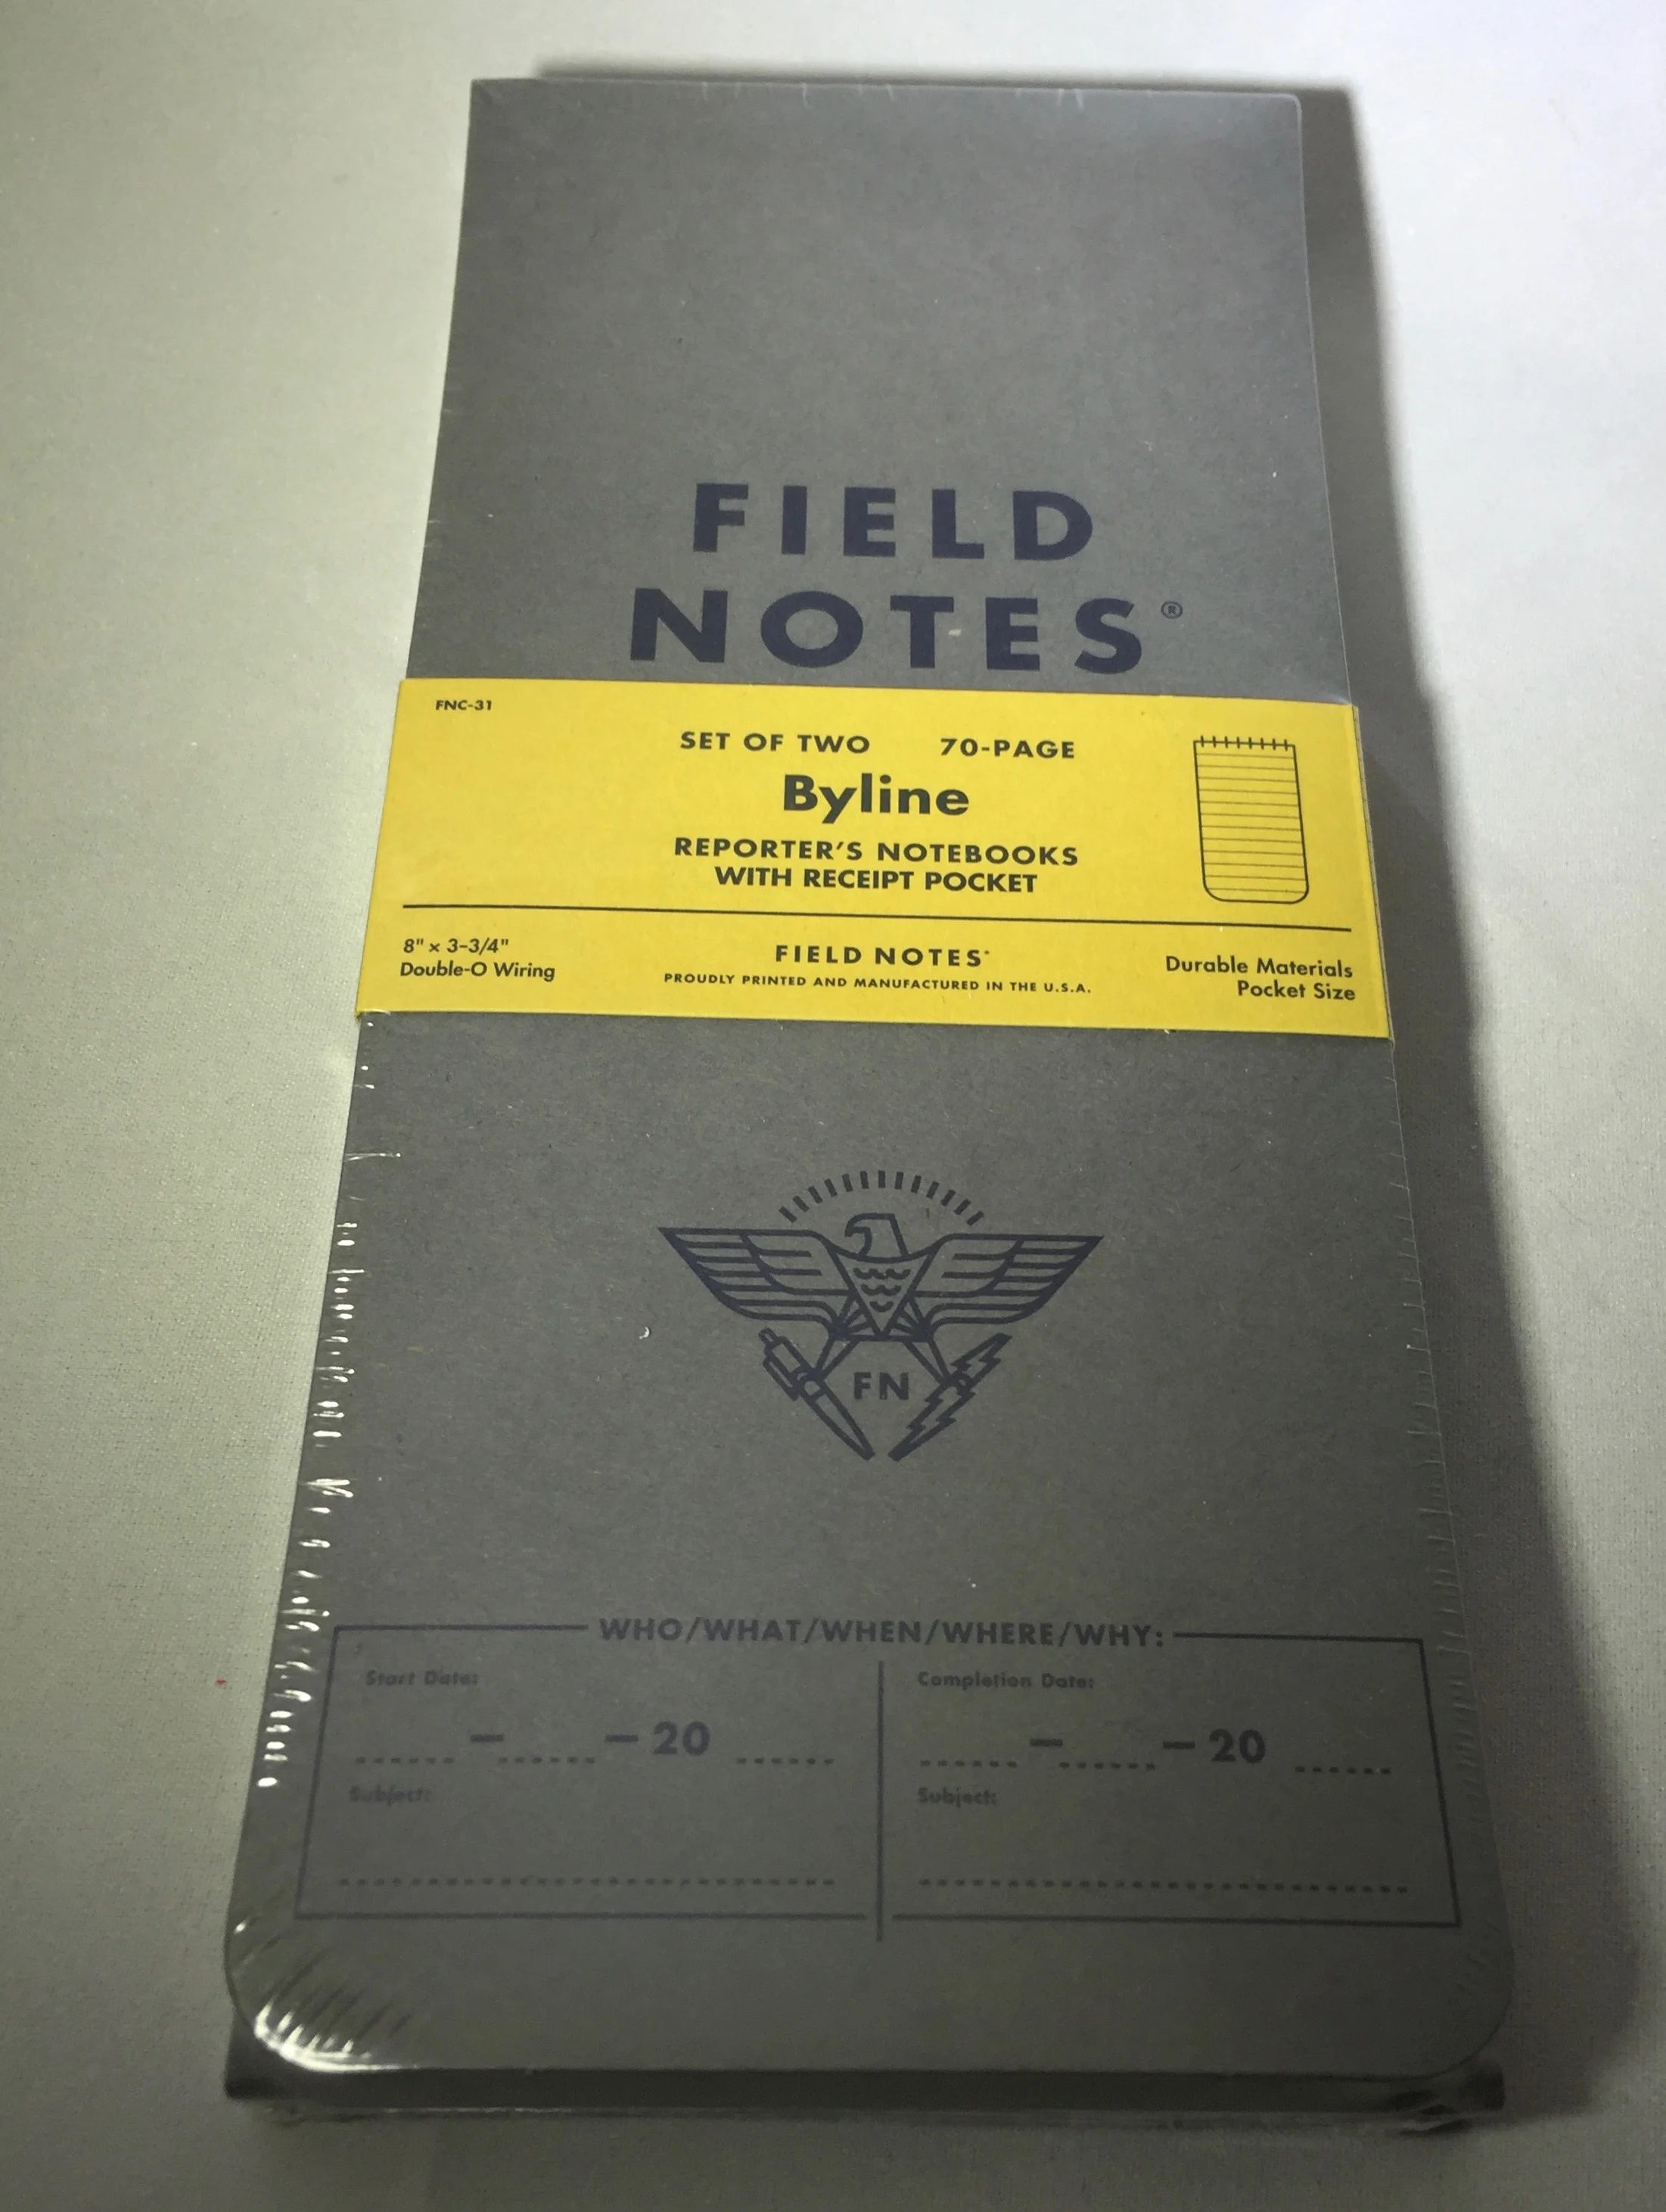 FIELD
NOTES®
FNC-31
SET OF TWO 70-PAGE
Byline
REPORTER'S NOTEBOOKS
WITH RECEIPT POCKET
8" × 3-3/4"
Double-O Wiring
FIELD NOTES
PROUDLY PRINTED AND MANUFACTURED IN THE U.S.A.
Durable Materials
Pocket Size
FN
WHO/WHAT/WHEN/WHERE/WHY:
Start Date:
— — 20
Subject:
Completion Date:
— — 20
Subject: